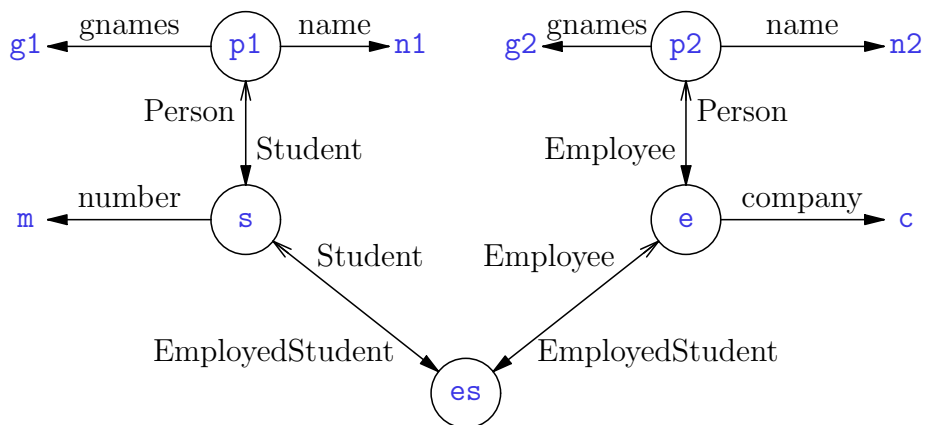 gnames name gnames name
g1 p1 n1 g2 p2 n2
Person Person
Student Employee
number company
m s e c
Student Employee
EmployedStudent EmployedStudent
es